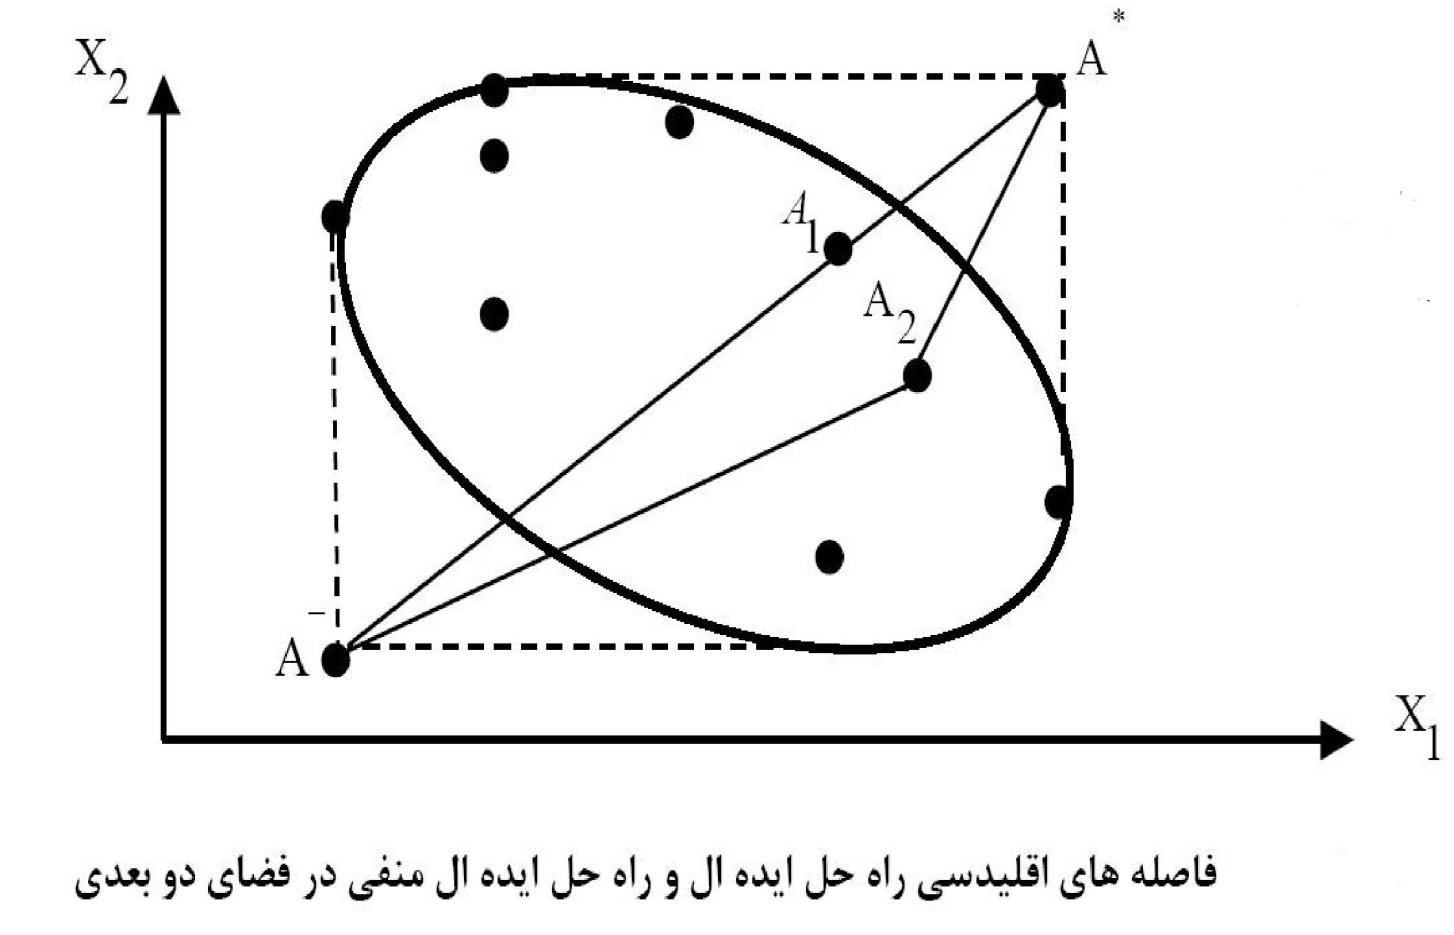 A*
X2
A1
A2
A−
X1
فاصله های اقلیدسی راه حل ایده ال و راه حل ایده ال منفی در فضای دو بعدی